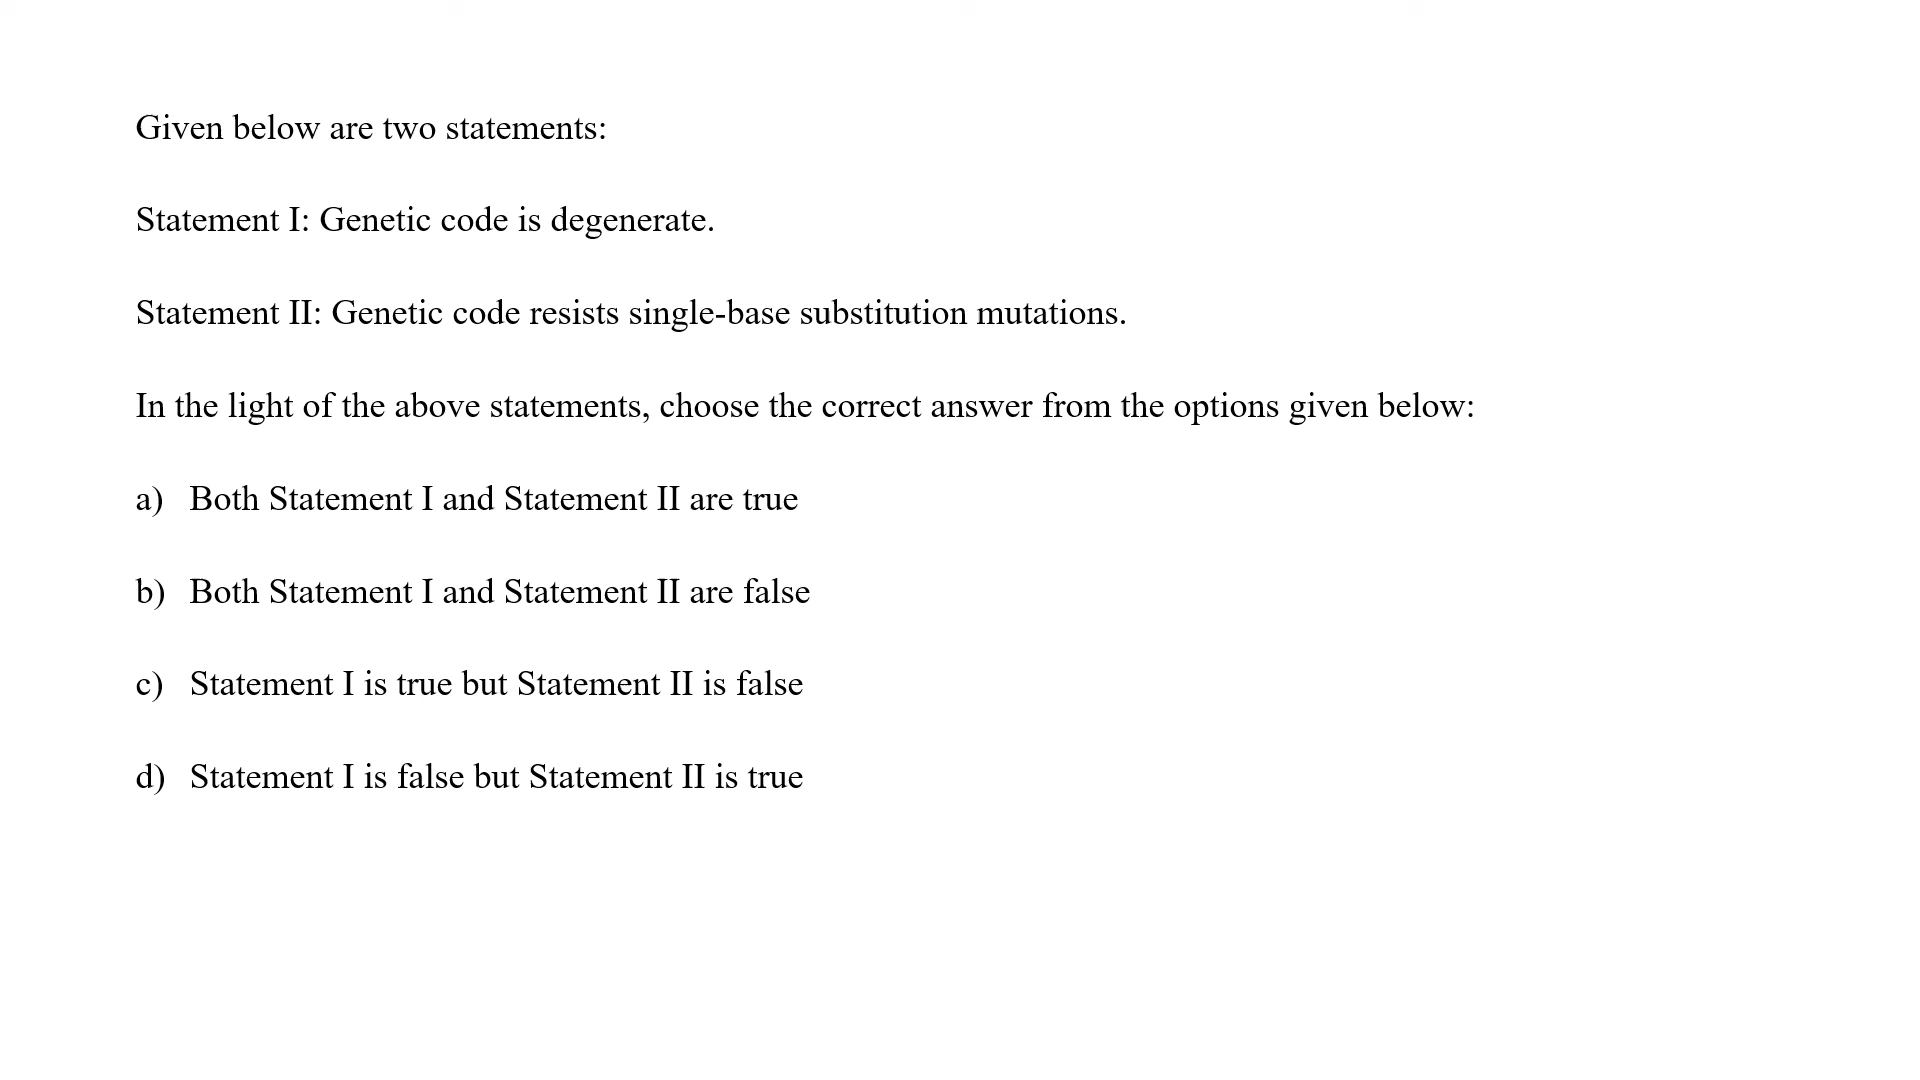 Given below are two statements:
Statement I: Genetic code is degenerate.
Statement II: Genetic code resists single-base substitution mutations.
In the light of the above statements, choose the correct answer from the options given below:
a) Both Statement I and Statement II are true
b) Both Statement I and Statement II are false
c) Statement I is true but Statement II is false
d) Statement I is false but Statement II is true